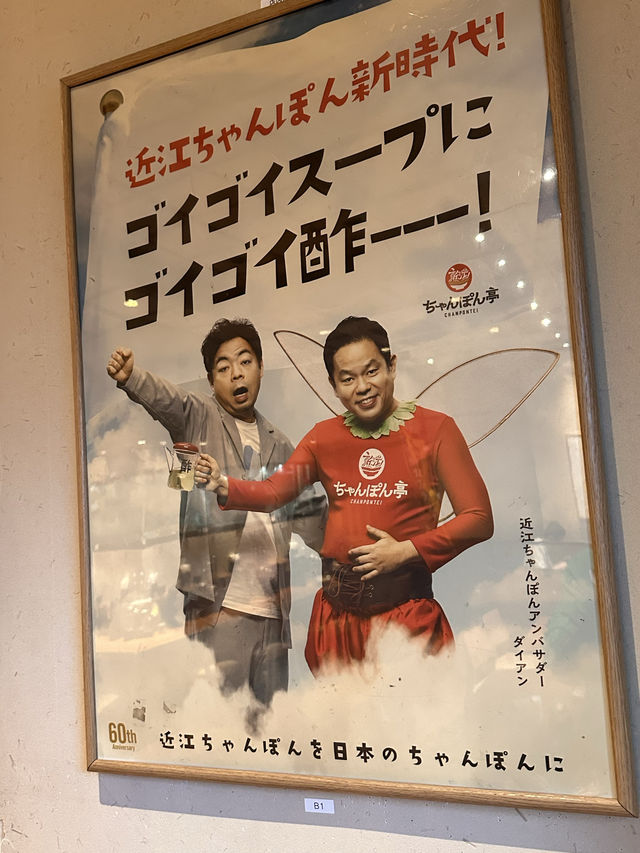 近江ちゃんぽん新時代!
ゴイゴイスープに
ゴイゴイ酢ーーー!
ちゃんぽん亭
CHAMPONTEI
酢
ちゃんぽん亭
CHAMPONTEI
近江ちゃんぽんアンバサダー
ダイアン
60th
Anniversary
近江ちゃんぽんを日本のちゃんぽんに
B1